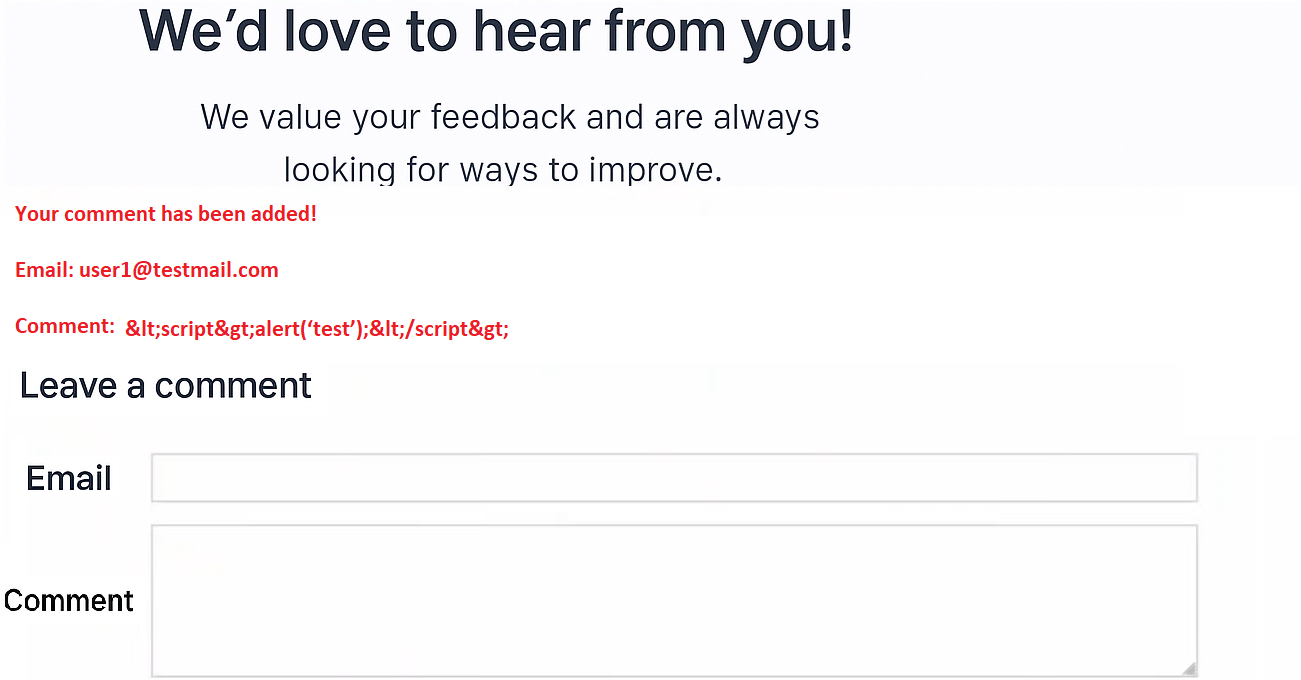 We’d love to hear from you!
We value your feedback and are always
looking for ways to improve.
Your comment has been added!
Email: user1@testmail.com
Comment: &lt;script&gt;alert(‘test’);&lt;/script&gt;
Leave a comment
Email
Comment